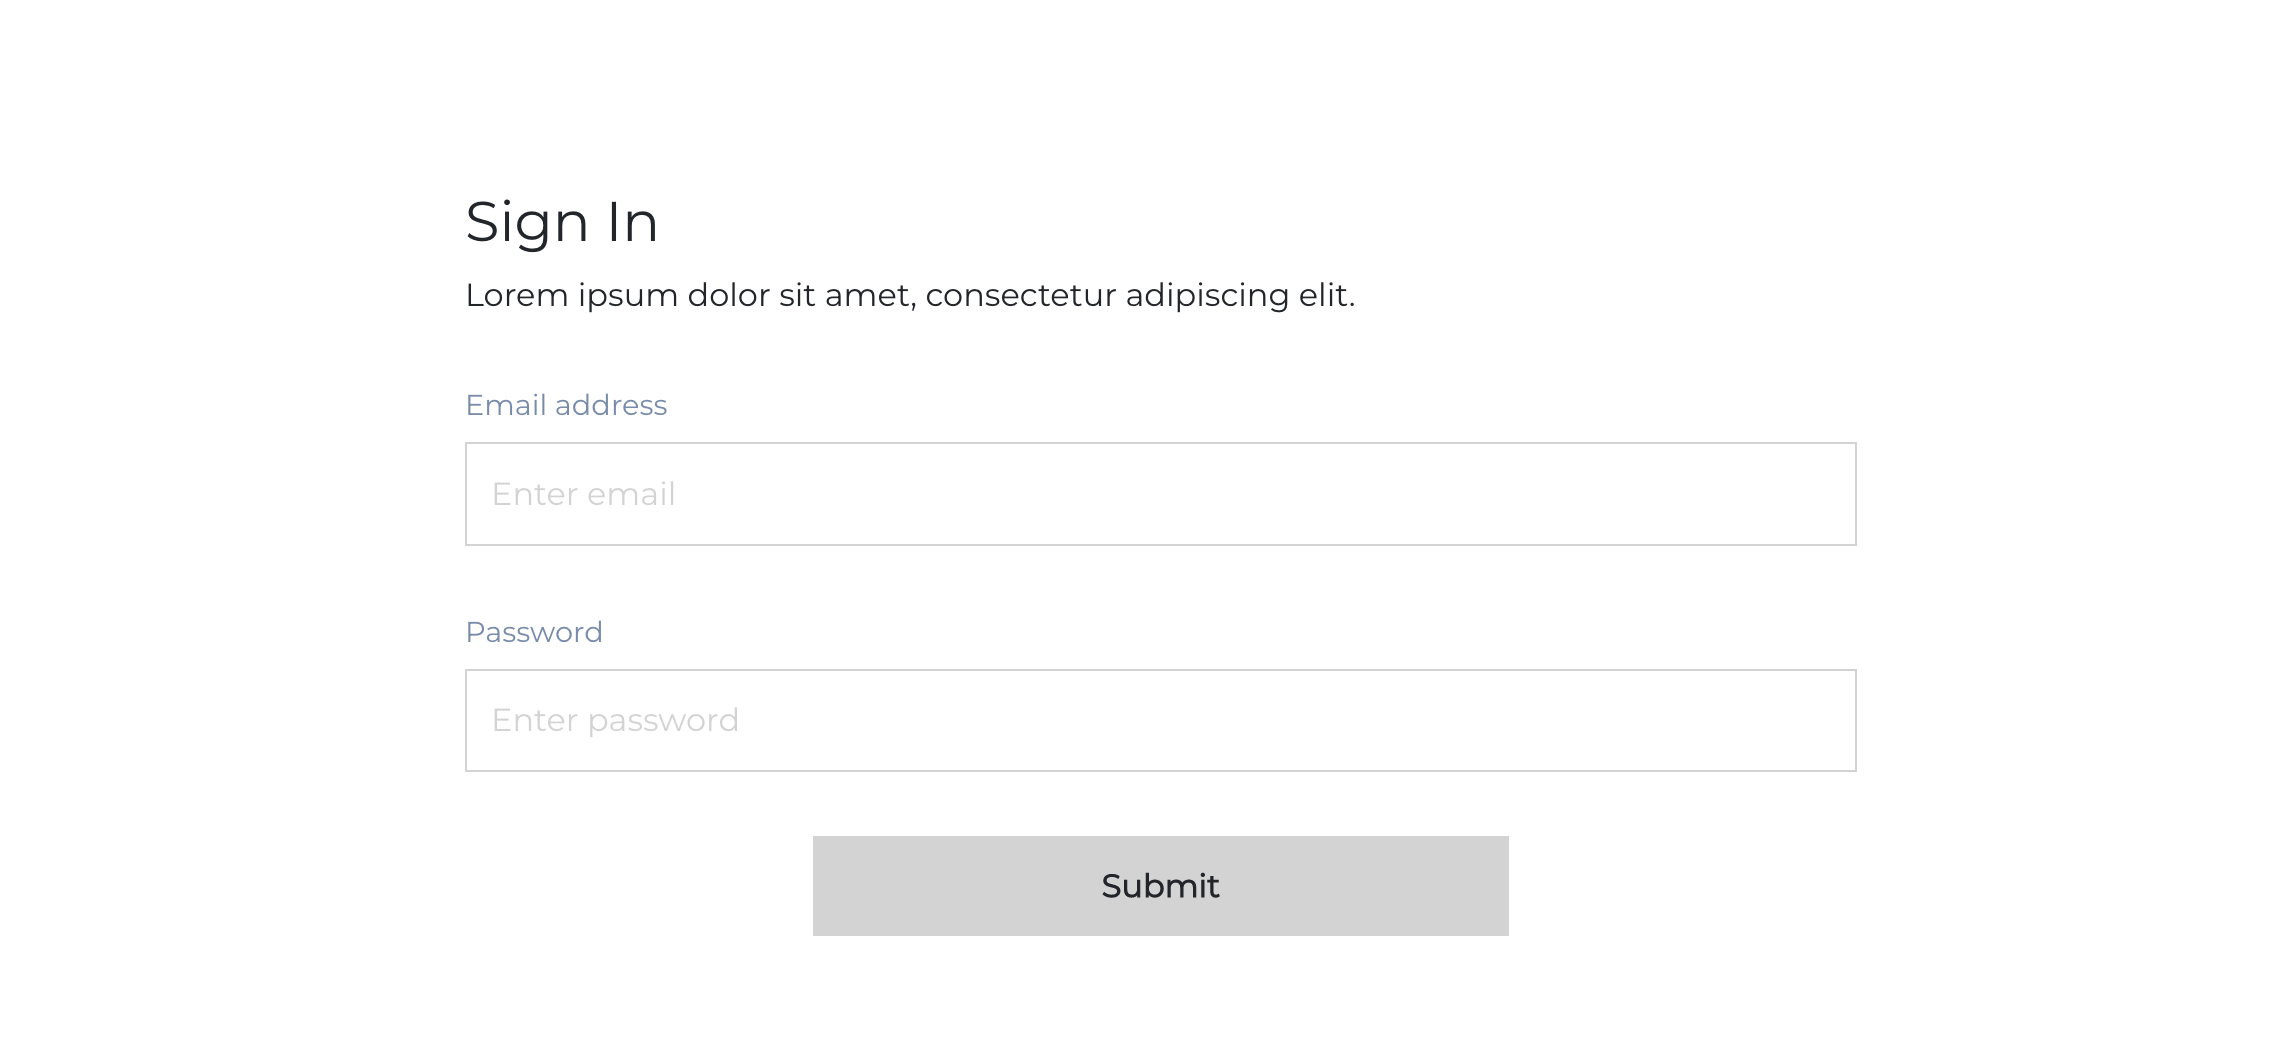 Sign In
Lorem ipsum dolor sit amet, consectetur adipiscing elit.
Email address
Enter email
Password
Enter password
Submit